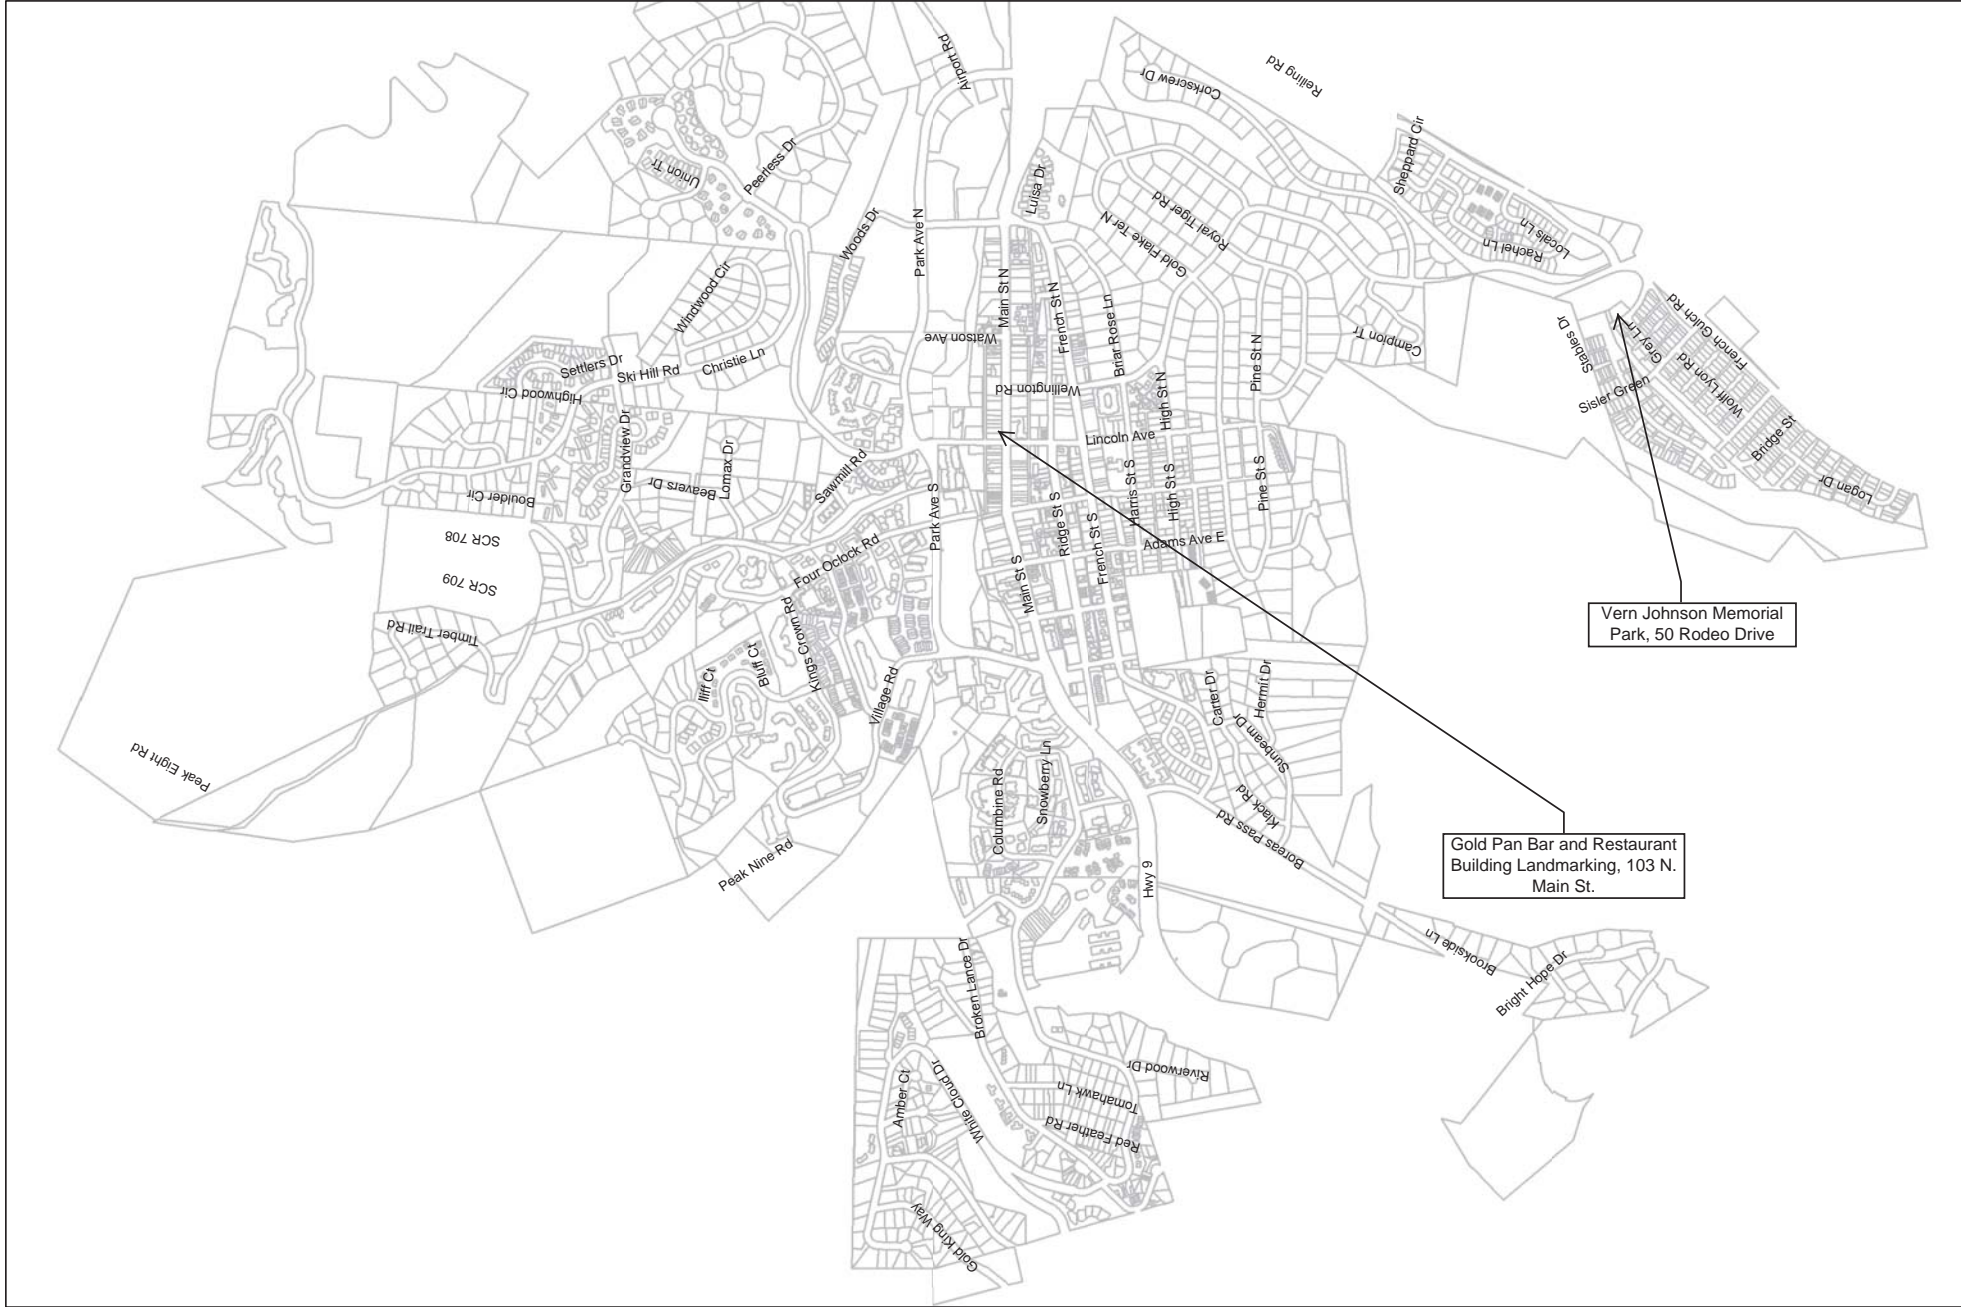 Airport Rd
Reiling Rd
Corkscrew Dr
Sheppard Cir
Union Tr
Peerless Dr
Luisa Dr
Woods Dr
Park Ave N
Royal Tiger Rd
Gold Flake Ter N
Locals Ln
Rachel Ln
Windwood Cir
Main St N
French St N
Briar Rose Ln
Watson Ave
Campion Tr
Stables Dr
Grey Ln
French Gulch Rd
Settlers Dr
Ski Hill Rd
Christie Ln
Highwood Cir
Wellington Rd
Pine St N
High St N
Sisler Green
Wolff Lyon Rd
Bridge St
Grandview Dr
Lincoln Ave
Lomax Dr
Beavers Dr
Sawmill Rd
Boulder Cir
Park Ave S
Ridge St S
Harris St S
High St S
Pine St S
Logan Dr
SCR 708
SCR 709
Four Oclock Rd
French St S
Adams Ave E
Main St S
Timber Trail Rd
Kings Crown Rd
Bluff Ct
Iliff Ct
Village Rd
Vern Johnson Memorial
Park, 50 Rodeo Drive
Carter Dr
Hermit Dr
Sunbeam Dr
Peak Eight Rd
Columbine Rd
Snowberry Ln
Klack Rd
Boreas Pass Rd
Peak Nine Rd
Hwy 9
Gold Pan Bar and Restaurant
Building Landmarking, 103 N.
Main St.
Broken Lance Dr
Brookside Ln
Bright Hope Dr
Riverwood Dr
Tomahawk Ln
Red Feather Rd
Amber Ct
White Cloud Dr
Gold King Way